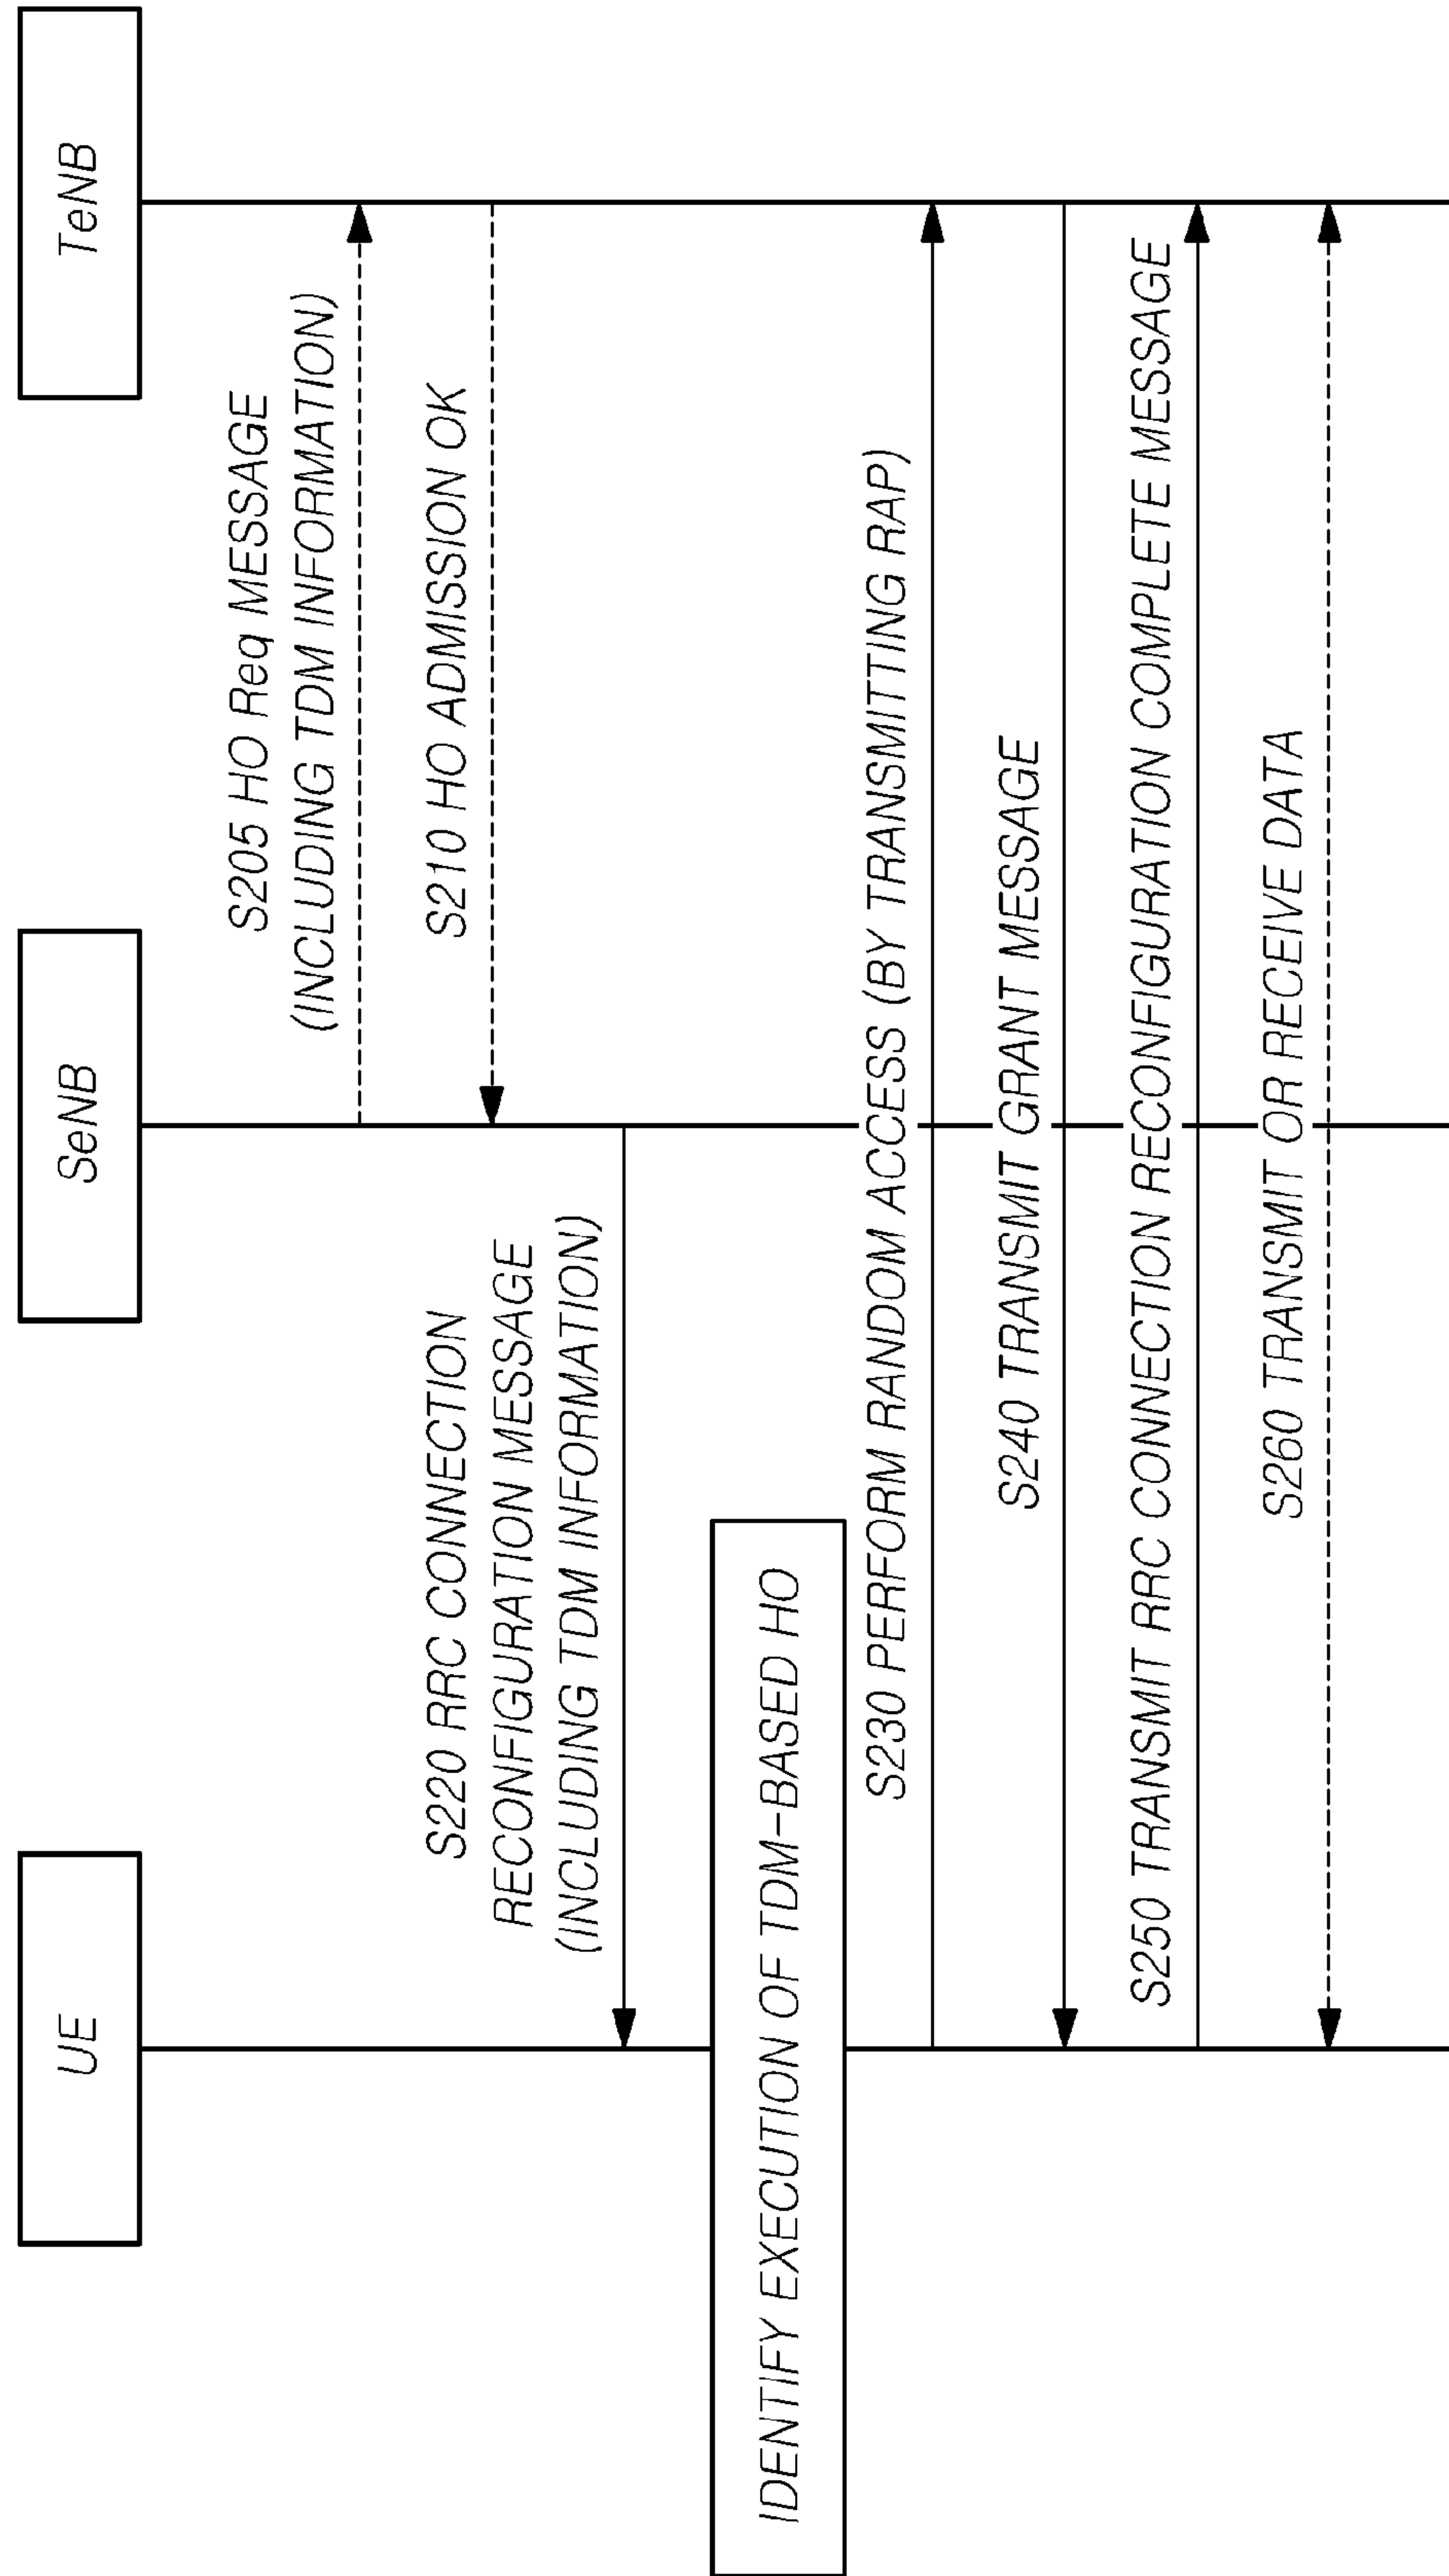 UE
SeNB
TeNB
S205 HO Req MESSAGE
(INCLUDING TDM INFORMATION)
S210 HO ADMISSION OK
S220 RRC CONNECTION
RECONFIGURATION MESSAGE
(INCLUDING TDM INFORMATION)
IDENTIFY EXECUTION OF TDM-BASED HO
S230 PERFORM RANDOM ACCESS (BY TRANSMITTING RAP)
S240 TRANSMIT GRANT MESSAGE
S250 TRANSMIT RRC CONNECTION RECONFIGURATION COMPLETE MESSAGE
S260 TRANSMIT OR RECEIVE DATA